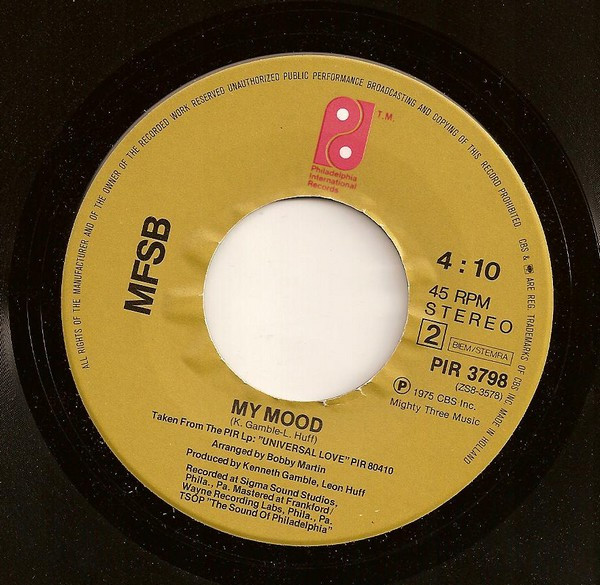 ALL RIGHTS OF THE MANUFACTURER AND OF THE OWNER OF THE RECORDED WORK RESERVED UNAUTHORIZED PUBLIC PERFORMANCE BROADCASTING AND COPYING OF THIS RECORD PROHIBITED CBS & ARE REG. TRADEMARKS OF CBS INC MADE IN HOLLAND
T.M.
Philadelphia
International
Records
MFSB
4:10
45 RPM
STEREO
2 BIEM/STEMRA
PIR 3798
(ZS8-3578)
℗ 1975 CBS Inc.
Mighty Three Music
MY MOOD
(K. Gamble-L. Huff)
Taken From The PIR Lp: "UNIVERSAL LOVE" PIR 80410
Arranged by Bobby Martin
Produced by Kenneth Gamble, Leon Huff
Recorded at Sigma Sound Studios,
Phila., Pa. Mastered at Frankford/
Wayne Recording Labs, Phila., Pa.
TSOP "The Sound Of Philadelphia"